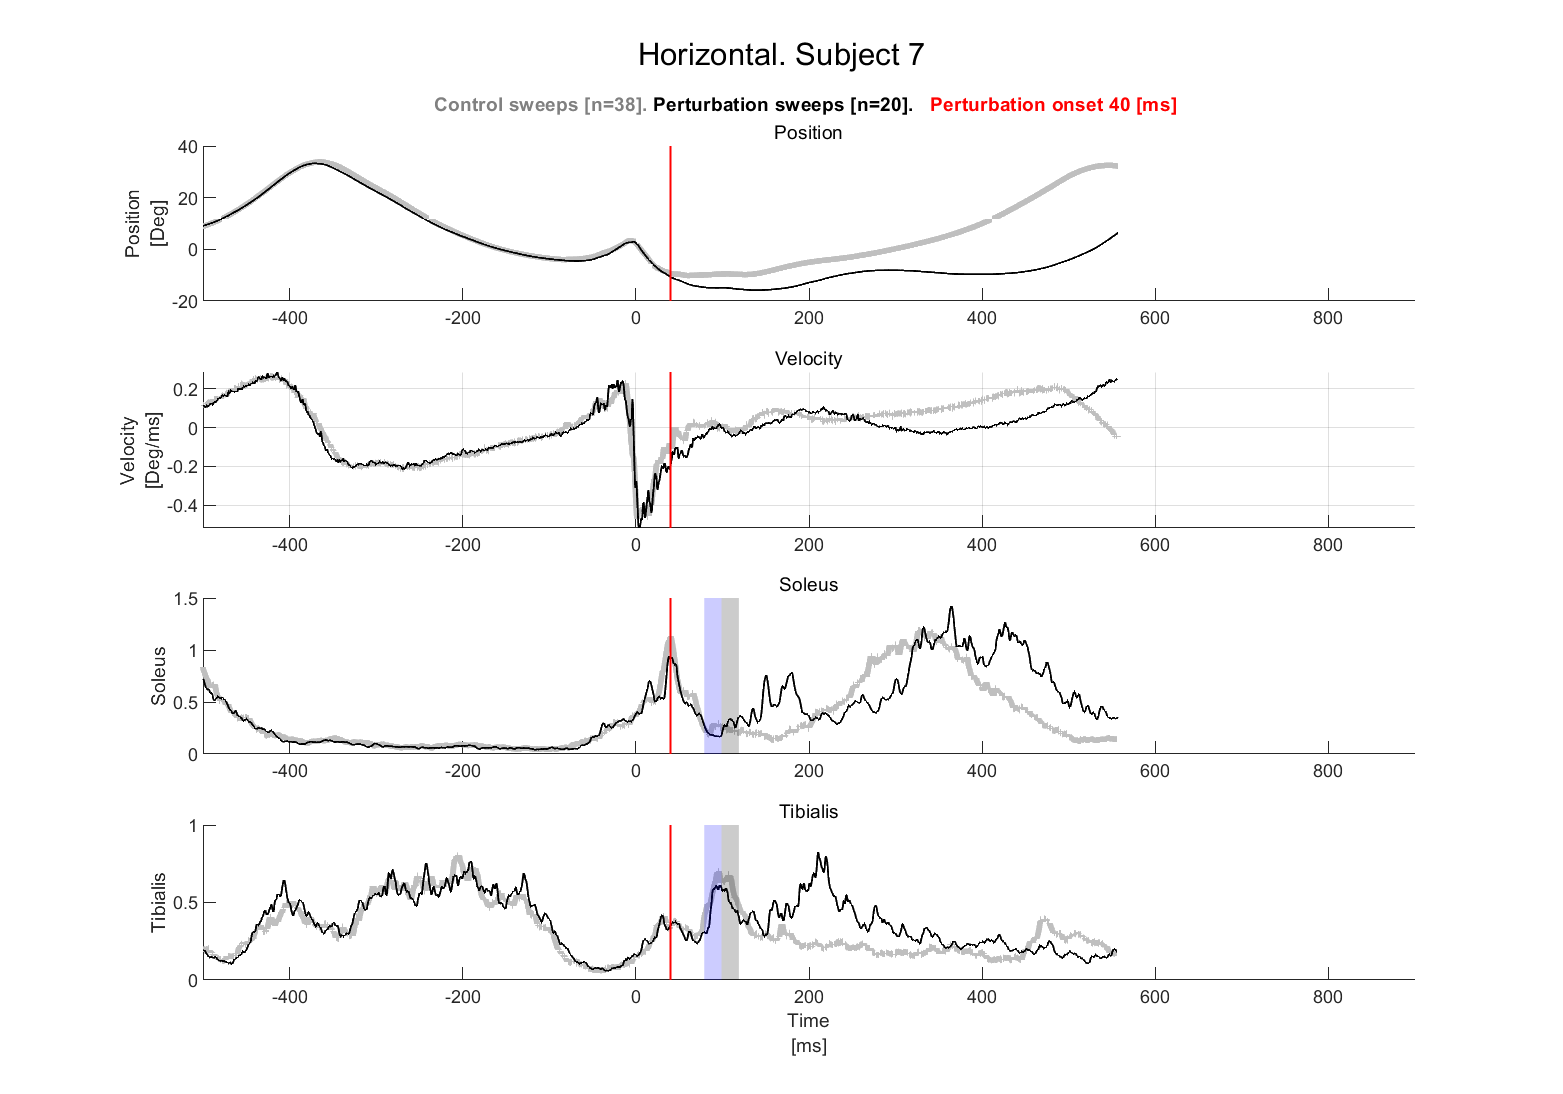 Horizontal. Subject 7
Control sweeps [n=38]. Perturbation sweeps [n=20]. Perturbation onset 40 [ms]
Position
Position
[Deg]
40
20
0
-20
-400 -200 0 200 400 600 800
Velocity
Velocity
[Deg/ms]
0.2
0
-0.2
-0.4
-400 -200 0 200 400 600 800
Soleus
Soleus
1.5
1
0.5
0
-400 -200 0 200 400 600 800
Tibialis
Tibialis
1
0.5
0
-400 -200 0 200 400 600 800
Time
[ms]